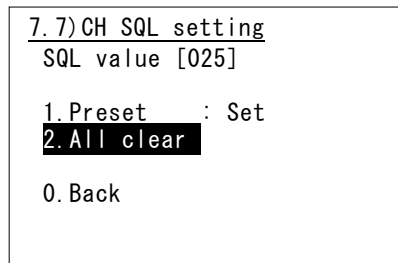 7.7)CH SQL setting
SQL value [025]
1.Preset : Set
2.All clear
0.Back